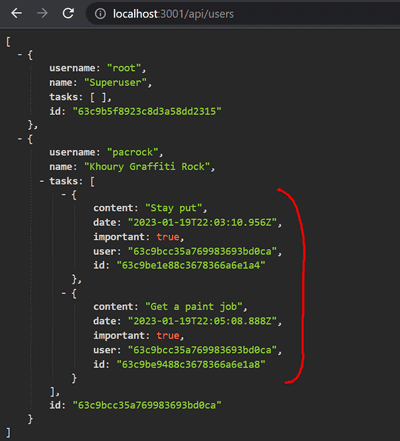 localhost:3001/api/users
[
- {
username: "root",
name: "Superuser",
tasks: [ ],
id: "63c9b5f8923c8d3a58dd2315"
},
- {
username: "pacrock",
name: "Khoury Graffiti Rock",
- tasks: [
- {
content: "Stay put",
date: "2023-01-19T22:03:10.956Z",
important: true,
user: "63c9bcc35a769983693bd0ca",
id: "63c9be1e88c3678366a6e1a4"
},
- {
content: "Get a paint job",
date: "2023-01-19T22:05:08.888Z",
important: true,
user: "63c9bcc35a769983693bd0ca",
id: "63c9be9488c3678366a6e1a8"
}
],
id: "63c9bcc35a769983693bd0ca"
}
]